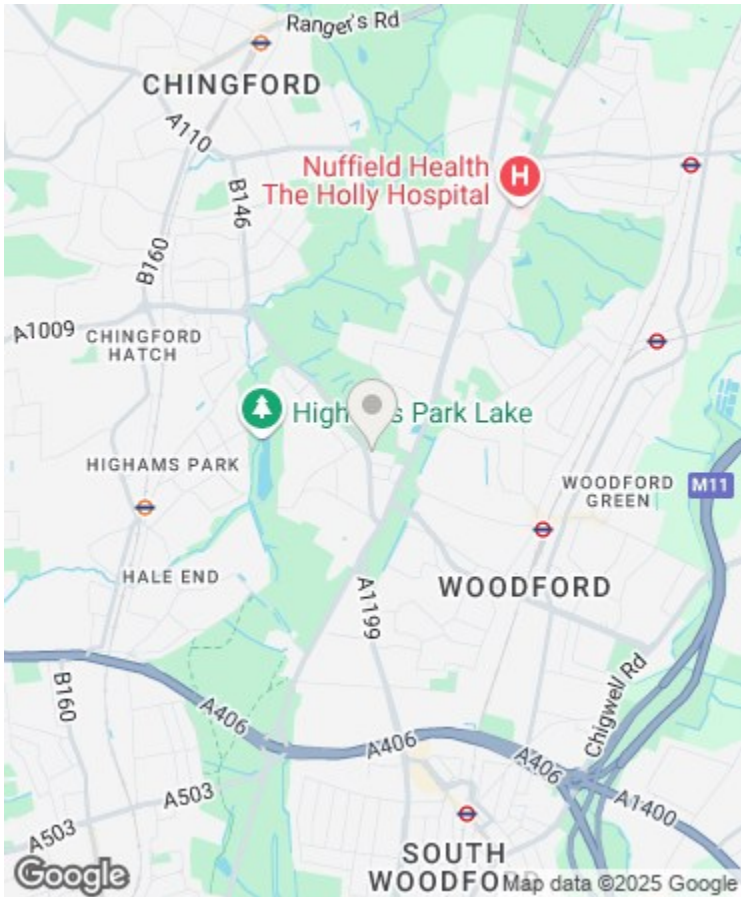 Ranger's Rd
CHINGFORD
A110
Nuffield Health
The Holly Hospital
H
B146
B160
A1009
CHINGFORD
HATCH
Highams Park Lake
HIGHAMS PARK
WOODFORD
GREEN
M11
HALE END
WOODFORD
A1199
B160
Chigwell Rd
A406
A406
A406
A503
A1400
A503
SOUTH
WOODFORD
Google
Map data ©2025 Google